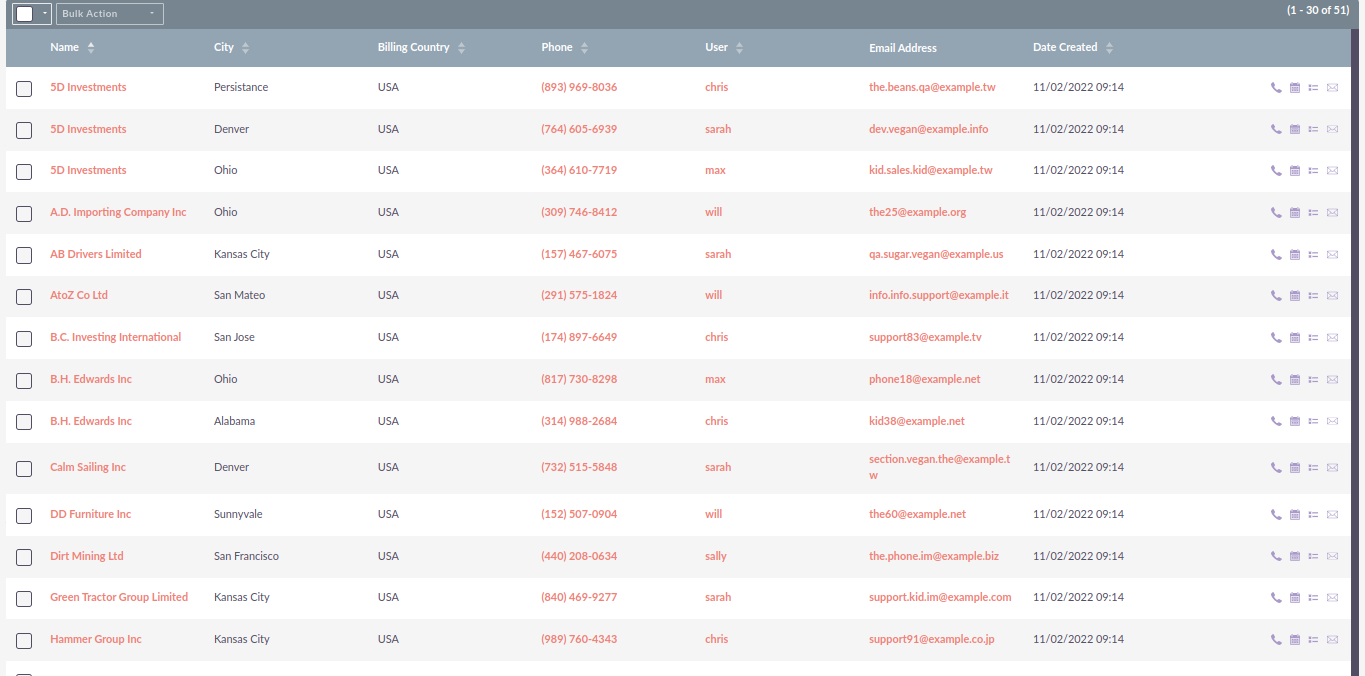 Bulk Action (1 - 30 of 51)
Name City Billing Country Phone User Email Address Date Created
5D Investments Persistance USA (893) 969-8036 chris the.beans.qa@example.tw 11/02/2022 09:14
5D Investments Denver USA (764) 605-6939 sarah dev.vegan@example.info 11/02/2022 09:14
5D Investments Ohio USA (364) 610-7719 max kid.sales.kid@example.tw 11/02/2022 09:14
A.D. Importing Company Inc Ohio USA (309) 746-8412 will the25@example.org 11/02/2022 09:14
AB Drivers Limited Kansas City USA (157) 467-6075 sarah qa.sugar.vegan@example.us 11/02/2022 09:14
AtoZ Co Ltd San Mateo USA (291) 575-1824 will info.info.support@example.it 11/02/2022 09:14
B.C. Investing International San Jose USA (174) 897-6649 chris support83@example.tv 11/02/2022 09:14
B.H. Edwards Inc Ohio USA (817) 730-8298 max phone18@example.net 11/02/2022 09:14
B.H. Edwards Inc Alabama USA (314) 988-2684 chris kid38@example.net 11/02/2022 09:14
Calm Sailing Inc Denver USA (732) 515-5848 sarah section.vegan.the@example.t 11/02/2022 09:14
w
DD Furniture Inc Sunnyvale USA (152) 507-0904 will the60@example.net 11/02/2022 09:14
Dirt Mining Ltd San Francisco USA (440) 208-0634 sally the.phone.im@example.biz 11/02/2022 09:14
Green Tractor Group Limited Kansas City USA (840) 469-9277 sarah support.kid.im@example.com 11/02/2022 09:14
Hammer Group Inc Kansas City USA (989) 760-4343 chris support91@example.co.jp 11/02/2022 09:14